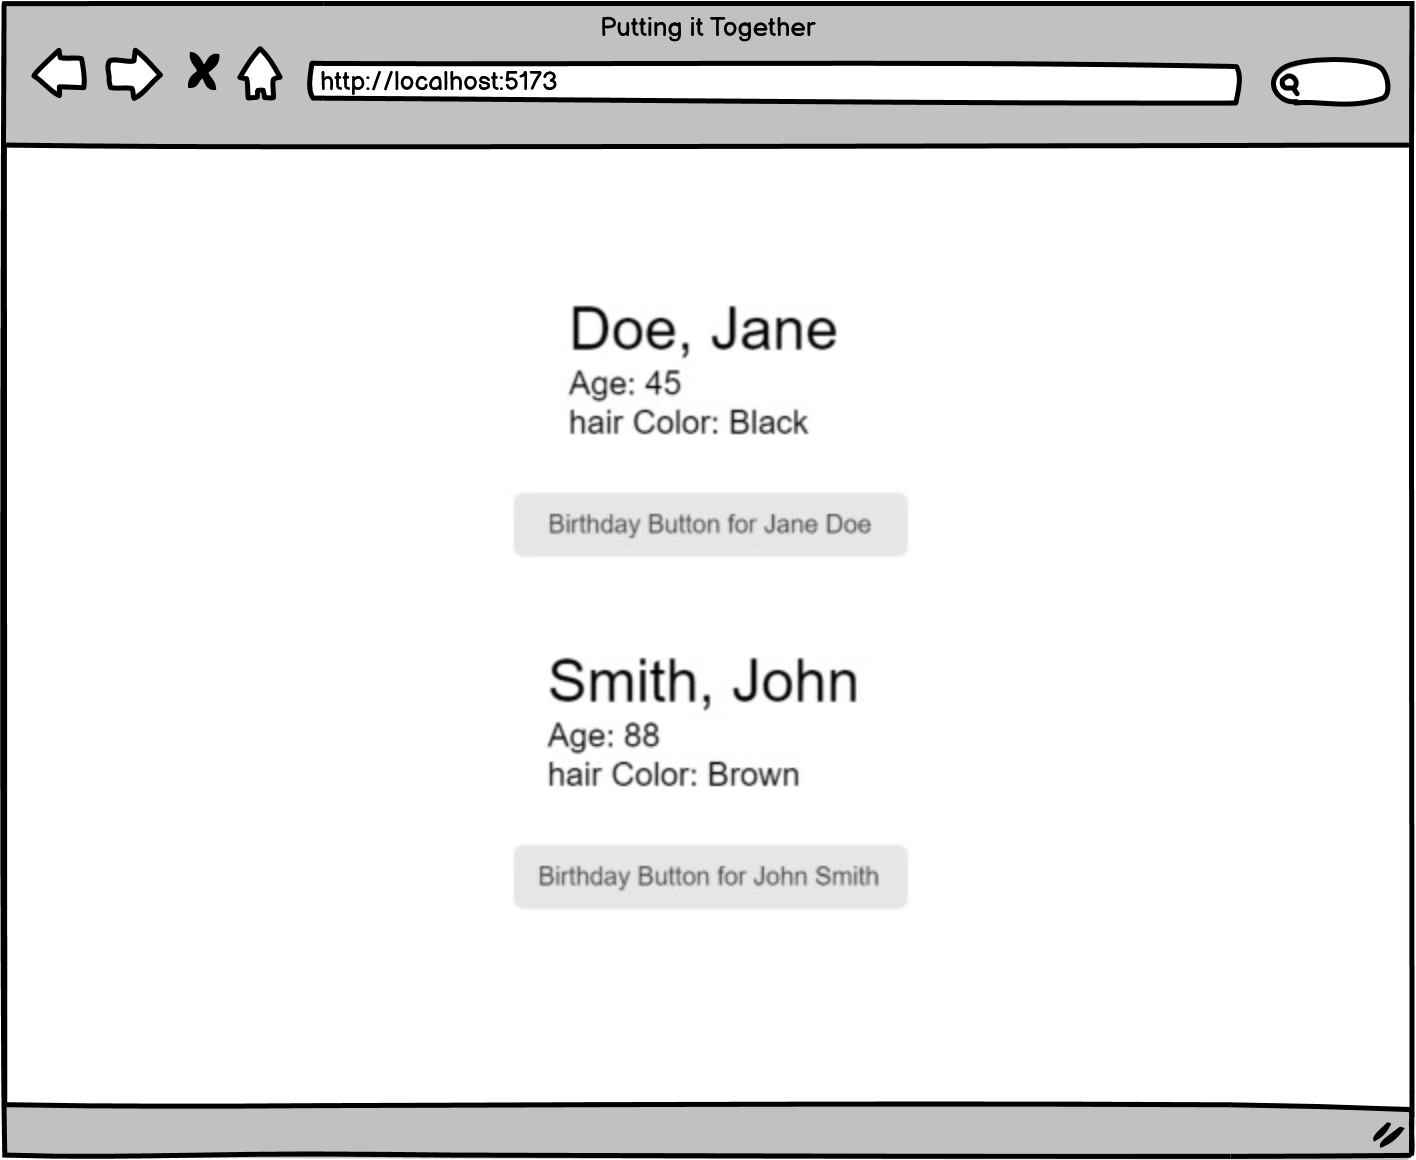 Putting it Together
http://localhost:5173
Doe, Jane
Age: 45
hair Color: Black
Birthday Button for Jane Doe
Smith, John
Age: 88
hair Color: Brown
Birthday Button for John Smith